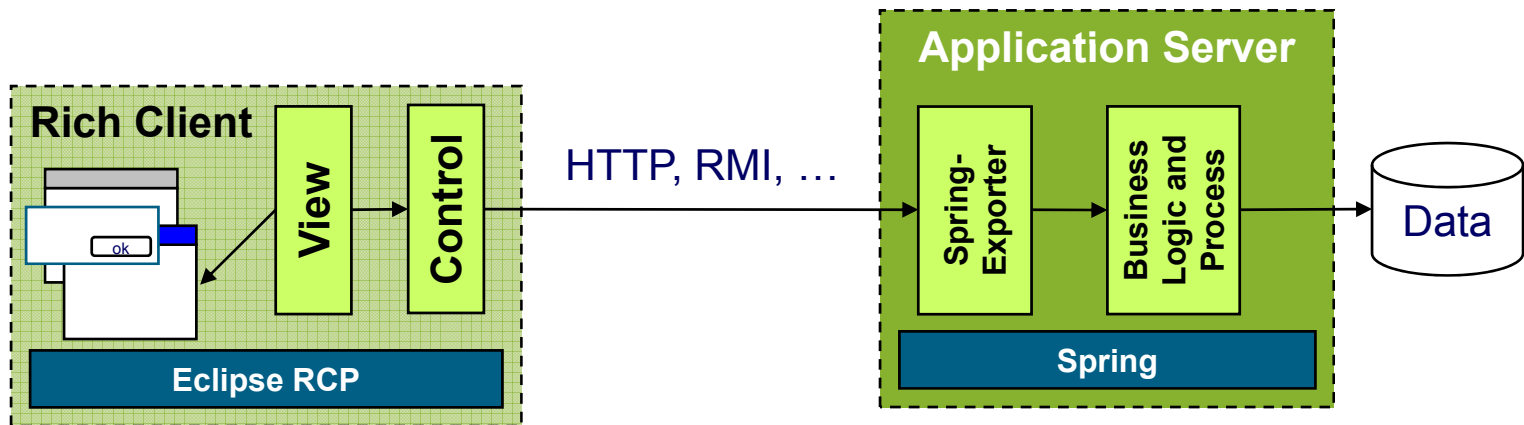 Rich Client
ok
View
Control
Eclipse RCP
HTTP, RMI, …
Application Server
Spring-
Exporter
Business
Logic and
Process
Spring
Data